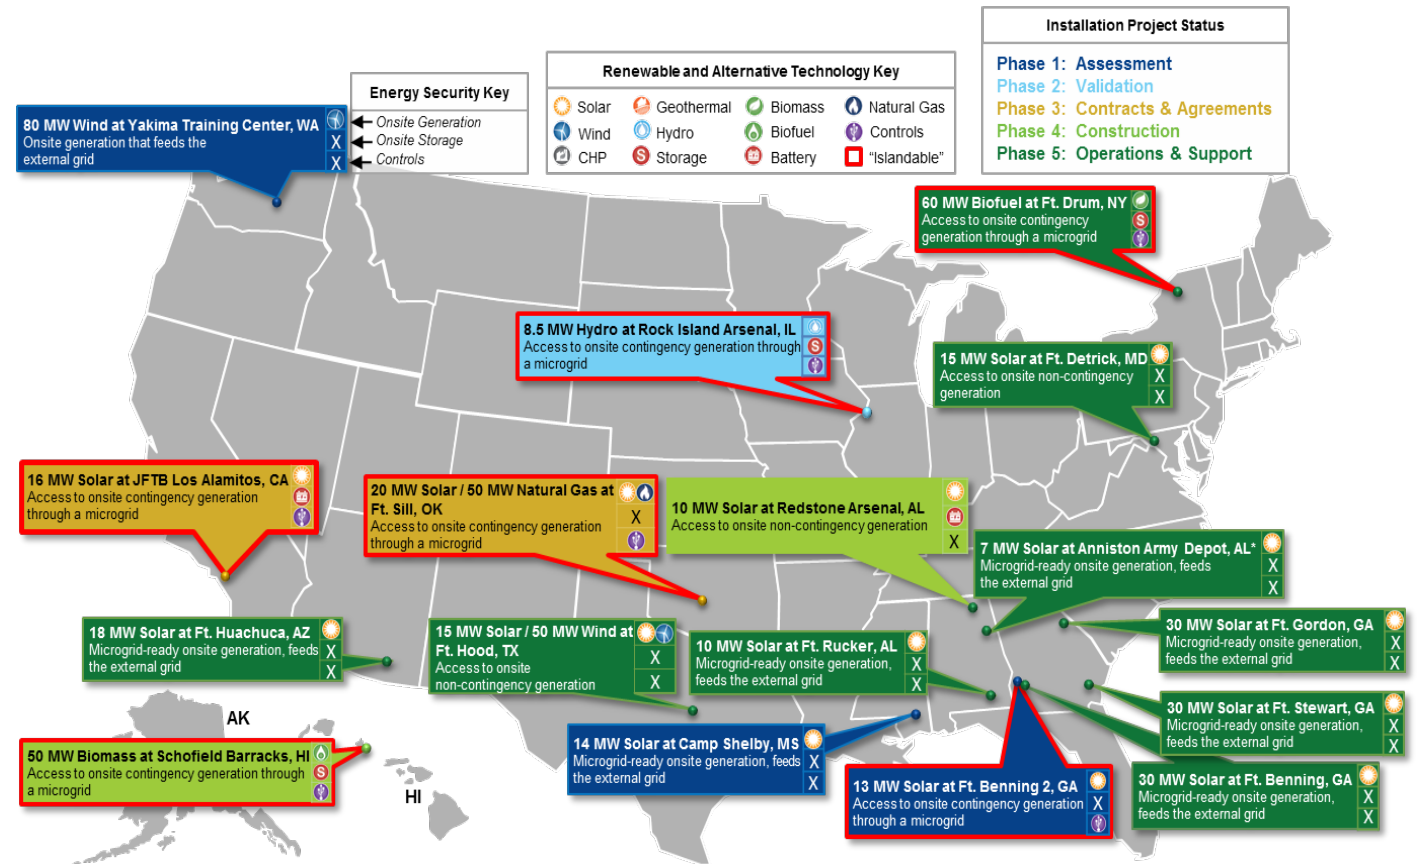 Installation Project Status
Phase 1: Assessment
Phase 2: Validation
Phase 3: Contracts & Agreements
Phase 4: Construction
Phase 5: Operations & Support
Renewable and Alternative Technology Key
Solar
Geothermal
Biomass
Natural Gas
Wind
Hydro
Biofuel
Controls
CHP
S
Storage
Battery
"Islandable"
Energy Security Key
Onsite Generation
Onsite Storage
Controls
80 MW Wind at Yakima Training Center, WA
Onsite generation that feeds the
external grid
X
X
60 MW Biofuel at Ft. Drum, NY
Access to onsite contingency
generation through a microgrid
S
8.5 MW Hydro at Rock Island Arsenal, IL
Access to onsite contingency generation through
a microgrid
S
15 MW Solar at Ft. Detrick, MD
Access to onsite non-contingency
generation
X
X
16 MW Solar at JFTB Los Alamitos, CA
Access to onsite contingency generation
through a microgrid
20 MW Solar / 50 MW Natural Gas at
Ft. Sill, OK
Access to onsite contingency generation
through a microgrid
X
10 MW Solar at Redstone Arsenal, AL
Access to onsite non-contingency generation
X
7 MW Solar at Anniston Army Depot, AL*
Microgrid-ready onsite generation, feeds
the external grid
X
X
18 MW Solar at Ft. Huachuca, AZ
Microgrid-ready onsite generation, feeds
the external grid
X
X
15 MW Solar / 50 MW Wind at
Ft. Hood, TX
Access to onsite
non-contingency generation
X
X
10 MW Solar at Ft. Rucker, AL
Microgrid-ready onsite generation,
feeds the external grid
X
X
30 MW Solar at Ft. Gordon, GA
Microgrid-ready onsite generation,
feeds the external grid
X
X
30 MW Solar at Ft. Stewart, GA
Microgrid-ready onsite generation,
feeds the external grid
X
X
AK
50 MW Biomass at Schofield Barracks, HI
Access to onsite contingency generation through
a microgrid
S
HI
14 MW Solar at Camp Shelby, MS
Microgrid-ready onsite generation, feeds
the external grid
X
X
13 MW Solar at Ft. Benning 2, GA
Access to onsite contingency generation
through a microgrid
X
30 MW Solar at Ft. Benning, GA
Microgrid-ready onsite generation,
feeds the external grid
X
X